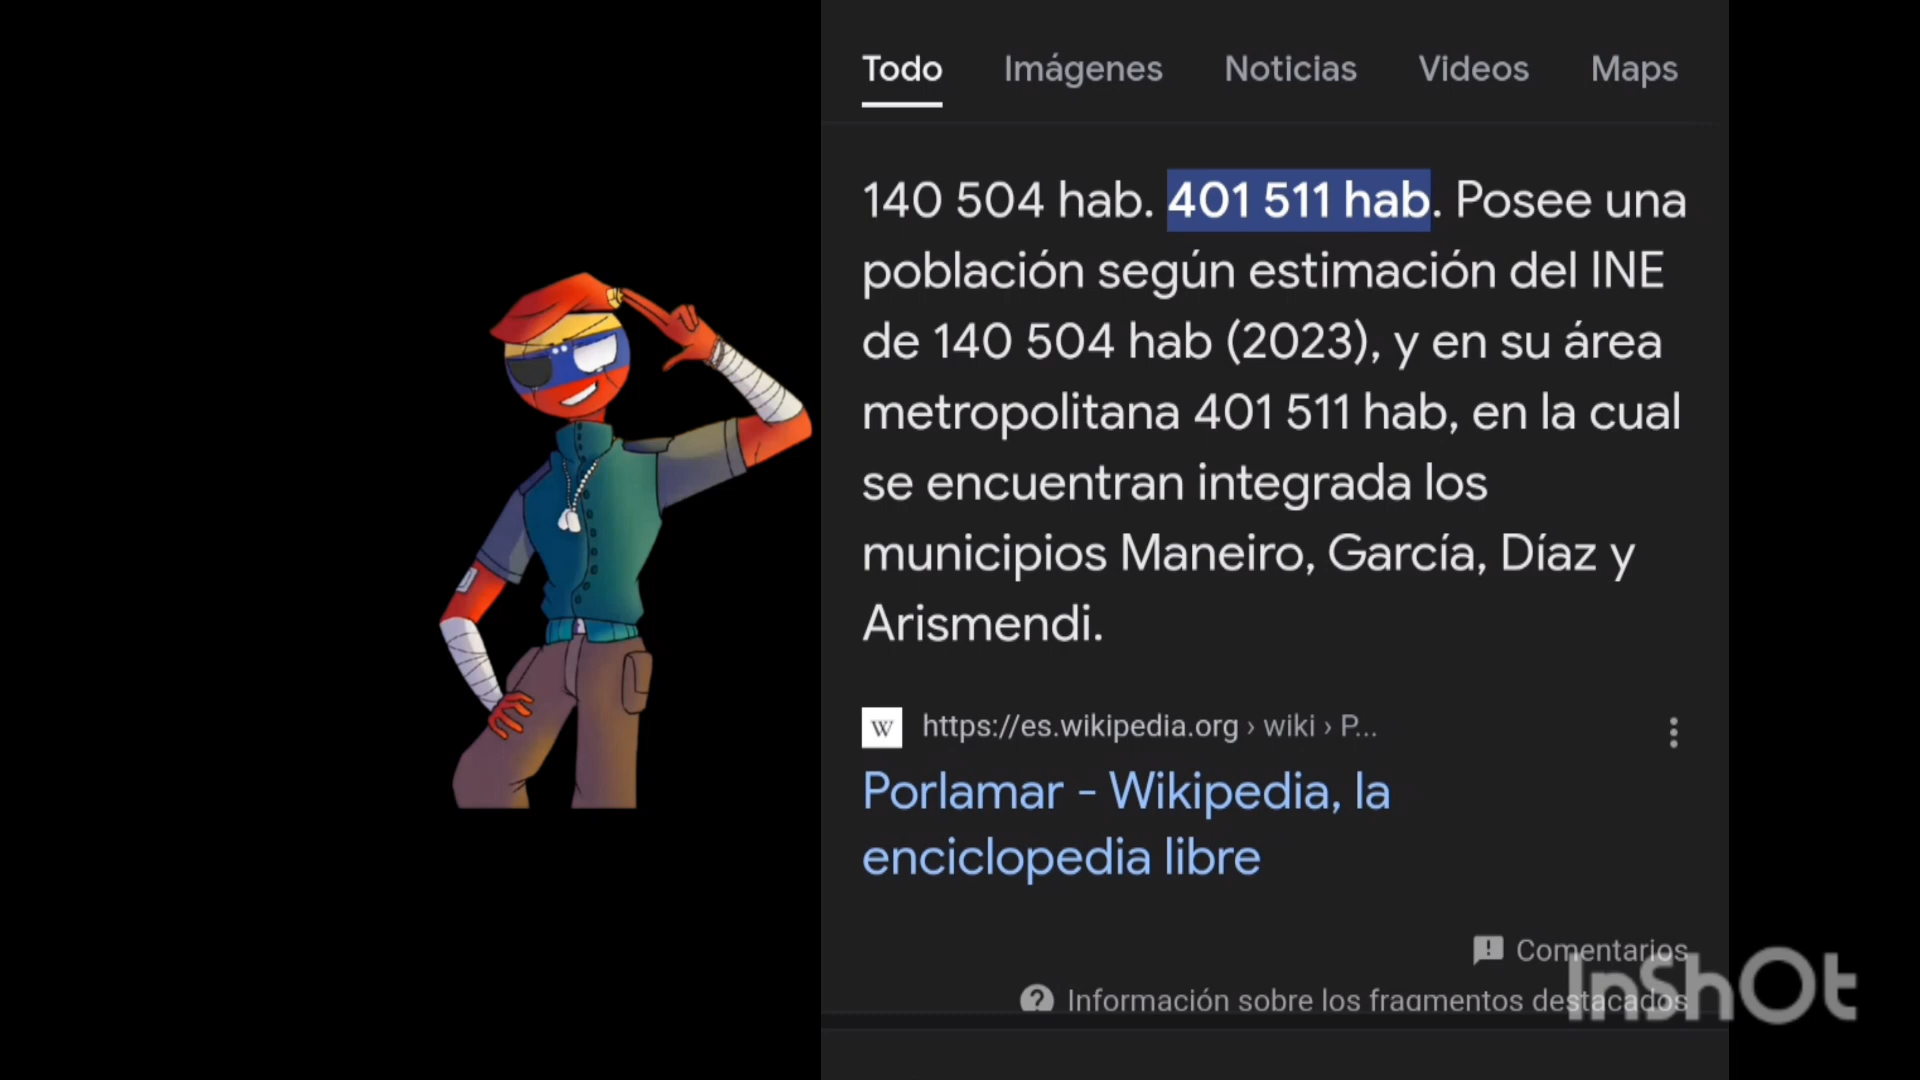 Todo Imágenes Noticias Videos Maps
140 504 hab. 401 511 hab. Posee una
población según estimación del INE
de 140 504 hab (2023), y en su área
metropolitana 401 511 hab, en la cual
se encuentran integrada los
municipios Maneiro, García, Díaz y
Arismendi.
W https://es.wikipedia.org › wiki › P...
Porlamar - Wikipedia, la
enciclopedia libre
Comentarios
Información sobre los fragmentos destacados
InShOt